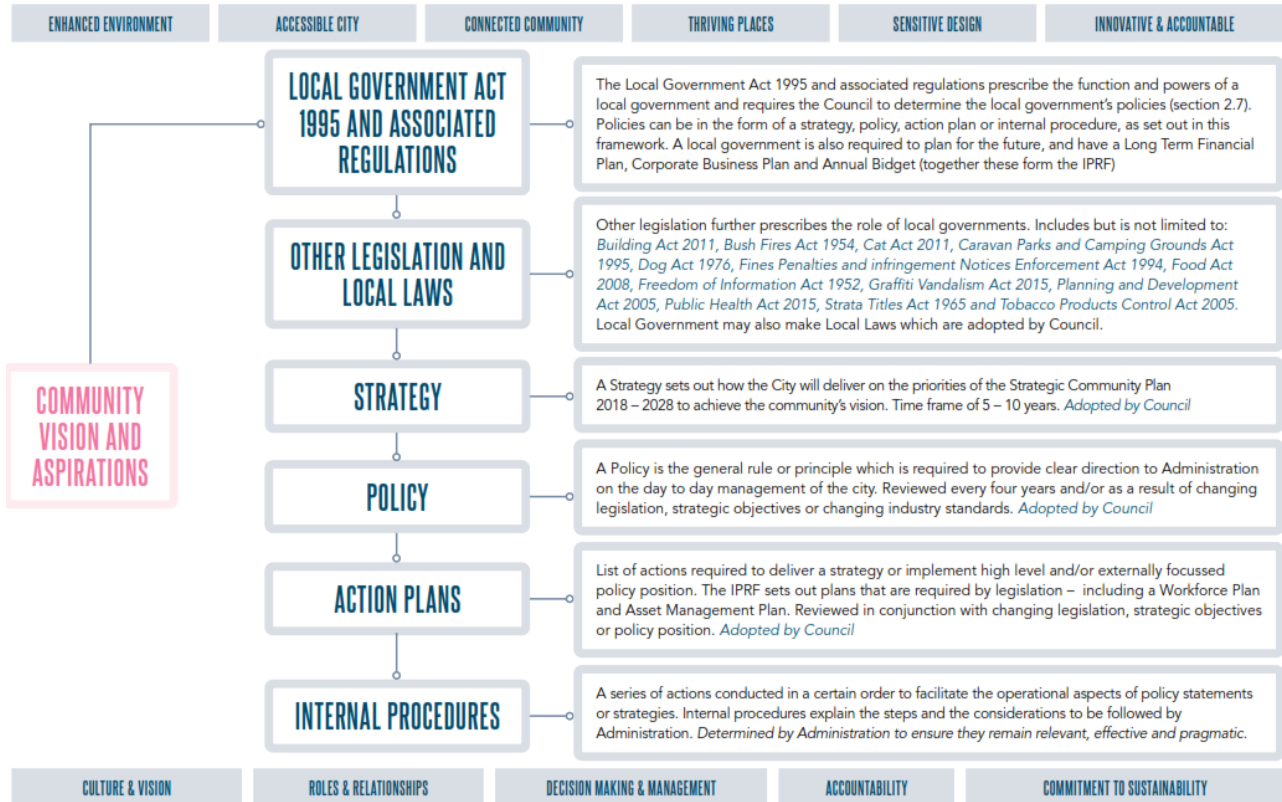 ENHANCED ENVIRONMENT
ACCESSIBLE CITY
CONNECTED COMMUNITY
THRIVING PLACES
SENSITIVE DESIGN
INNOVATIVE & ACCOUNTABLE
LOCAL GOVERNMENT ACT
1995 AND ASSOCIATED
REGULATIONS
The Local Government Act 1995 and associated regulations prescribe the function and powers of a
local government and requires the Council to determine the local government's policies (section 2.7).
Policies can be in the form of a strategy, policy, action plan or internal procedure, as set out in this
framework. A local government is also required to plan for the future, and have a Long Term Financial
Plan, Corporate Business Plan and Annual Bidget (together these form the IPRF)
OTHER LEGISLATION AND
LOCAL LAWS
Other legislation further prescribes the role of local governments. Includes but is not limited to:
Building Act 2011, Bush Fires Act 1954, Cat Act 2011, Caravan Parks and Camping Grounds Act
1995, Dog Act 1976, Fines Penalties and infringement Notices Enforcement Act 1994, Food Act
2008, Freedom of Information Act 1952, Graffiti Vandalism Act 2015, Planning and Development
Act 2005, Public Health Act 2015, Strata Titles Act 1965 and Tobacco Products Control Act 2005.
Local Government may also make Local Laws which are adopted by Council.
COMMUNITY
VISION AND
ASPIRATIONS
STRATEGY
A Strategy sets out how the City will deliver on the priorities of the Strategic Community Plan
2018 – 2028 to achieve the community's vision. Time frame of 5 – 10 years. Adopted by Council
POLICY
A Policy is the general rule or principle which is required to provide clear direction to Administration
on the day to day management of the city. Reviewed every four years and/or as a result of changing
legislation, strategic objectives or changing industry standards. Adopted by Council
ACTION PLANS
List of actions required to deliver a strategy or implement high level and/or externally focussed
policy position. The IPRF sets out plans that are required by legislation – including a Workforce Plan
and Asset Management Plan. Reviewed in conjunction with changing legislation, strategic objectives
or policy position. Adopted by Council
INTERNAL PROCEDURES
A series of actions conducted in a certain order to facilitate the operational aspects of policy statements
or strategies. Internal procedures explain the steps and the considerations to be followed by
Administration. Determined by Administration to ensure they remain relevant, effective and pragmatic.
CULTURE & VISION
ROLES & RELATIONSHIPS
DECISION MAKING & MANAGEMENT
ACCOUNTABILITY
COMMITMENT TO SUSTAINABILITY